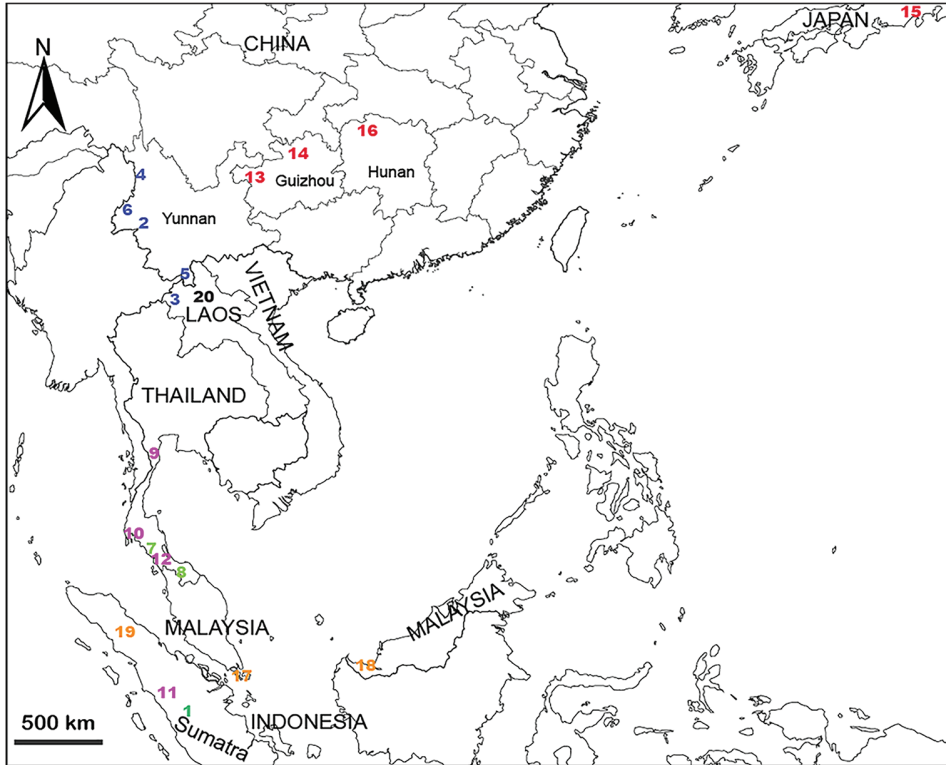 15
JAPAN
CHINA
N
16
14
Hunan
13
Guizhou
4
6
2
Yunnan
5
VIETNAM
3
20
LAOS
THAILAND
9
10
7
12
8
MALAYSIA
19
MALAYSIA
18
17
11
1
INDONESIA
500 km
Sumatra